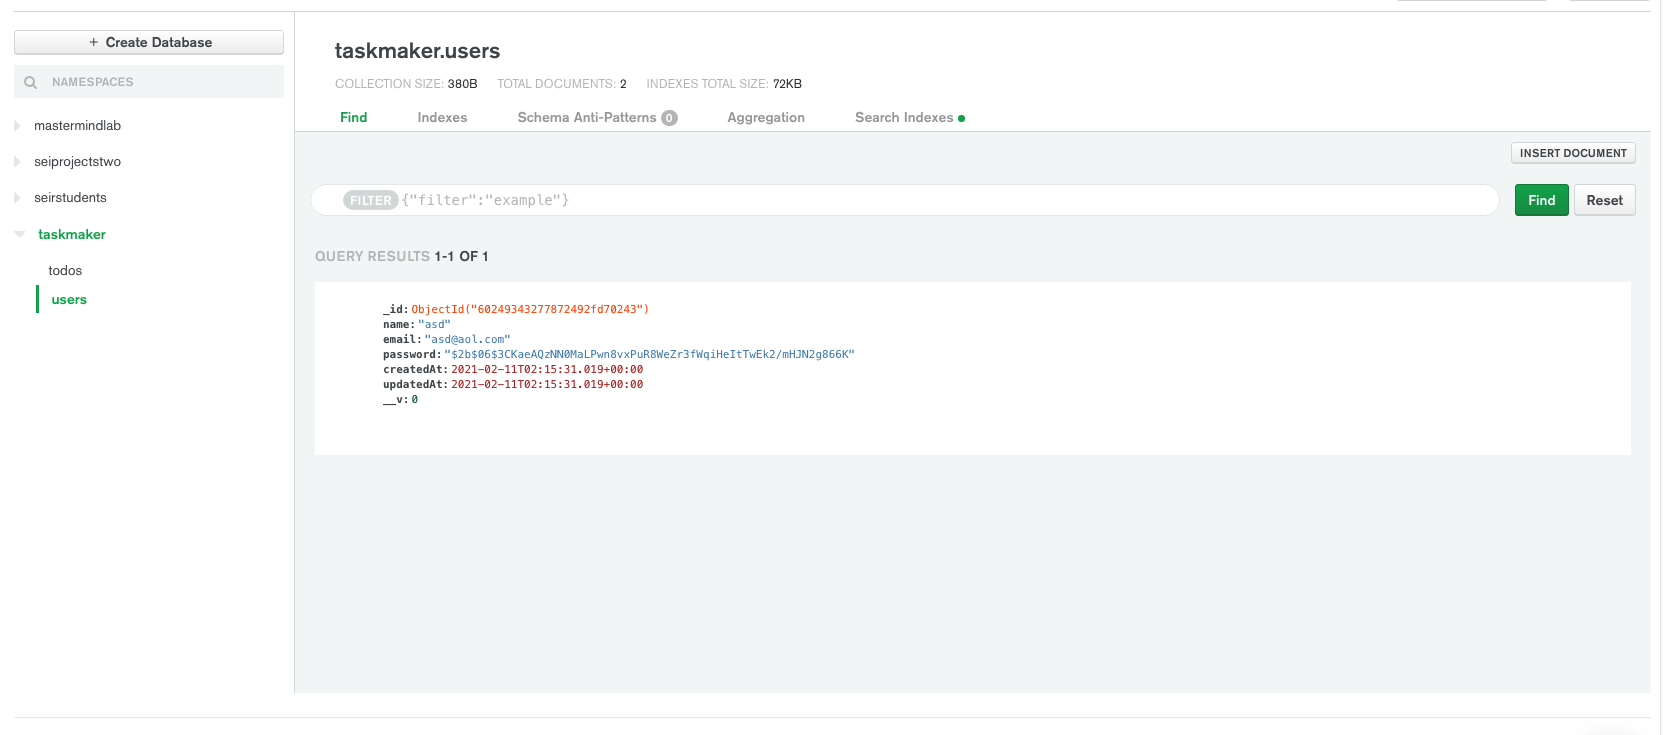 + Create Database
NAMESPACES
mastermindlab
seiprojectstwo
seirstudents
taskmaker
todos
users
taskmaker.users
COLLECTION SIZE: 380B TOTAL DOCUMENTS: 2 INDEXES TOTAL SIZE: 72KB
Find Indexes Schema Anti-Patterns 0 Aggregation Search Indexes
INSERT DOCUMENT
FILTER {"filter":"example"} Find Reset
QUERY RESULTS 1-1 OF 1
_id: ObjectId("60249343277872492fd70243")
name: "asd"
email: "asd@aol.com"
password: "$2b$06$3CKaeAQzNN0MaLPwn8vxPuR8WeZr3fWqiHeItTwEk2/mHJN2g866K"
createdAt: 2021-02-11T02:15:31.019+00:00
updatedAt: 2021-02-11T02:15:31.019+00:00
__v: 0